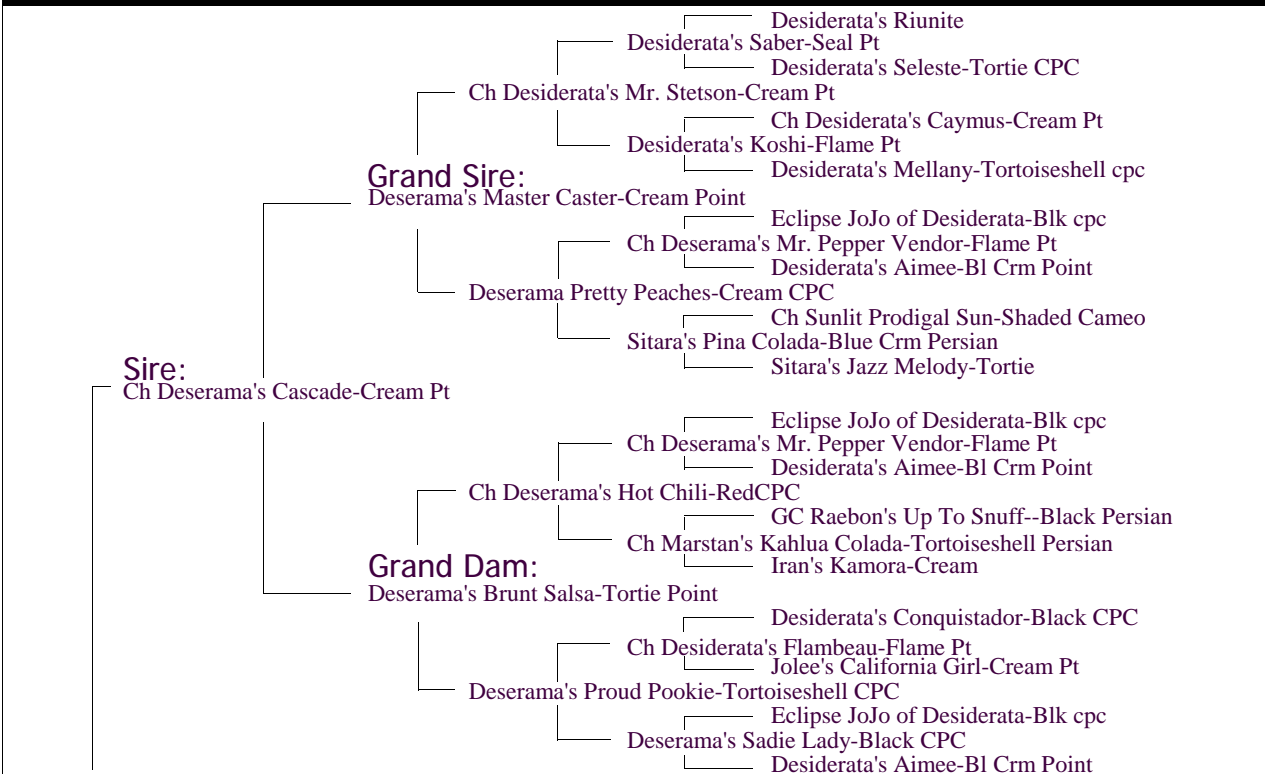 Desiderata's Riunite
Desiderata's Saber-Seal Pt
Desiderata's Seleste-Tortie CPC
Ch Desiderata's Mr. Stetson-Cream Pt
Ch Desiderata's Caymus-Cream Pt
Desiderata's Koshi-Flame Pt
Desiderata's Mellany-Tortoiseshell cpc
Grand Sire:
Deserama's Master Caster-Cream Point
Eclipse JoJo of Desiderata-Blk cpc
Ch Deserama's Mr. Pepper Vendor-Flame Pt
Desiderata's Aimee-Bl Crm Point
Deserama Pretty Peaches-Cream CPC
Ch Sunlit Prodigal Sun-Shaded Cameo
Sitara's Pina Colada-Blue Crm Persian
Sitara's Jazz Melody-Tortie
Sire:
Ch Deserama's Cascade-Cream Pt
Eclipse JoJo of Desiderata-Blk cpc
Ch Deserama's Mr. Pepper Vendor-Flame Pt
Desiderata's Aimee-Bl Crm Point
Ch Deserama's Hot Chili-RedCPC
GC Raebon's Up To Snuff--Black Persian
Ch Marstan's Kahlua Colada-Tortoiseshell Persian
Iran's Kamora-Cream
Grand Dam:
Deserama's Brunt Salsa-Tortie Point
Desiderata's Conquistador-Black CPC
Ch Desiderata's Flambeau-Flame Pt
Jolee's California Girl-Cream Pt
Deserama's Proud Pookie-Tortoiseshell CPC
Eclipse JoJo of Desiderata-Blk cpc
Deserama's Sadie Lady-Black CPC
Desiderata's Aimee-Bl Crm Point